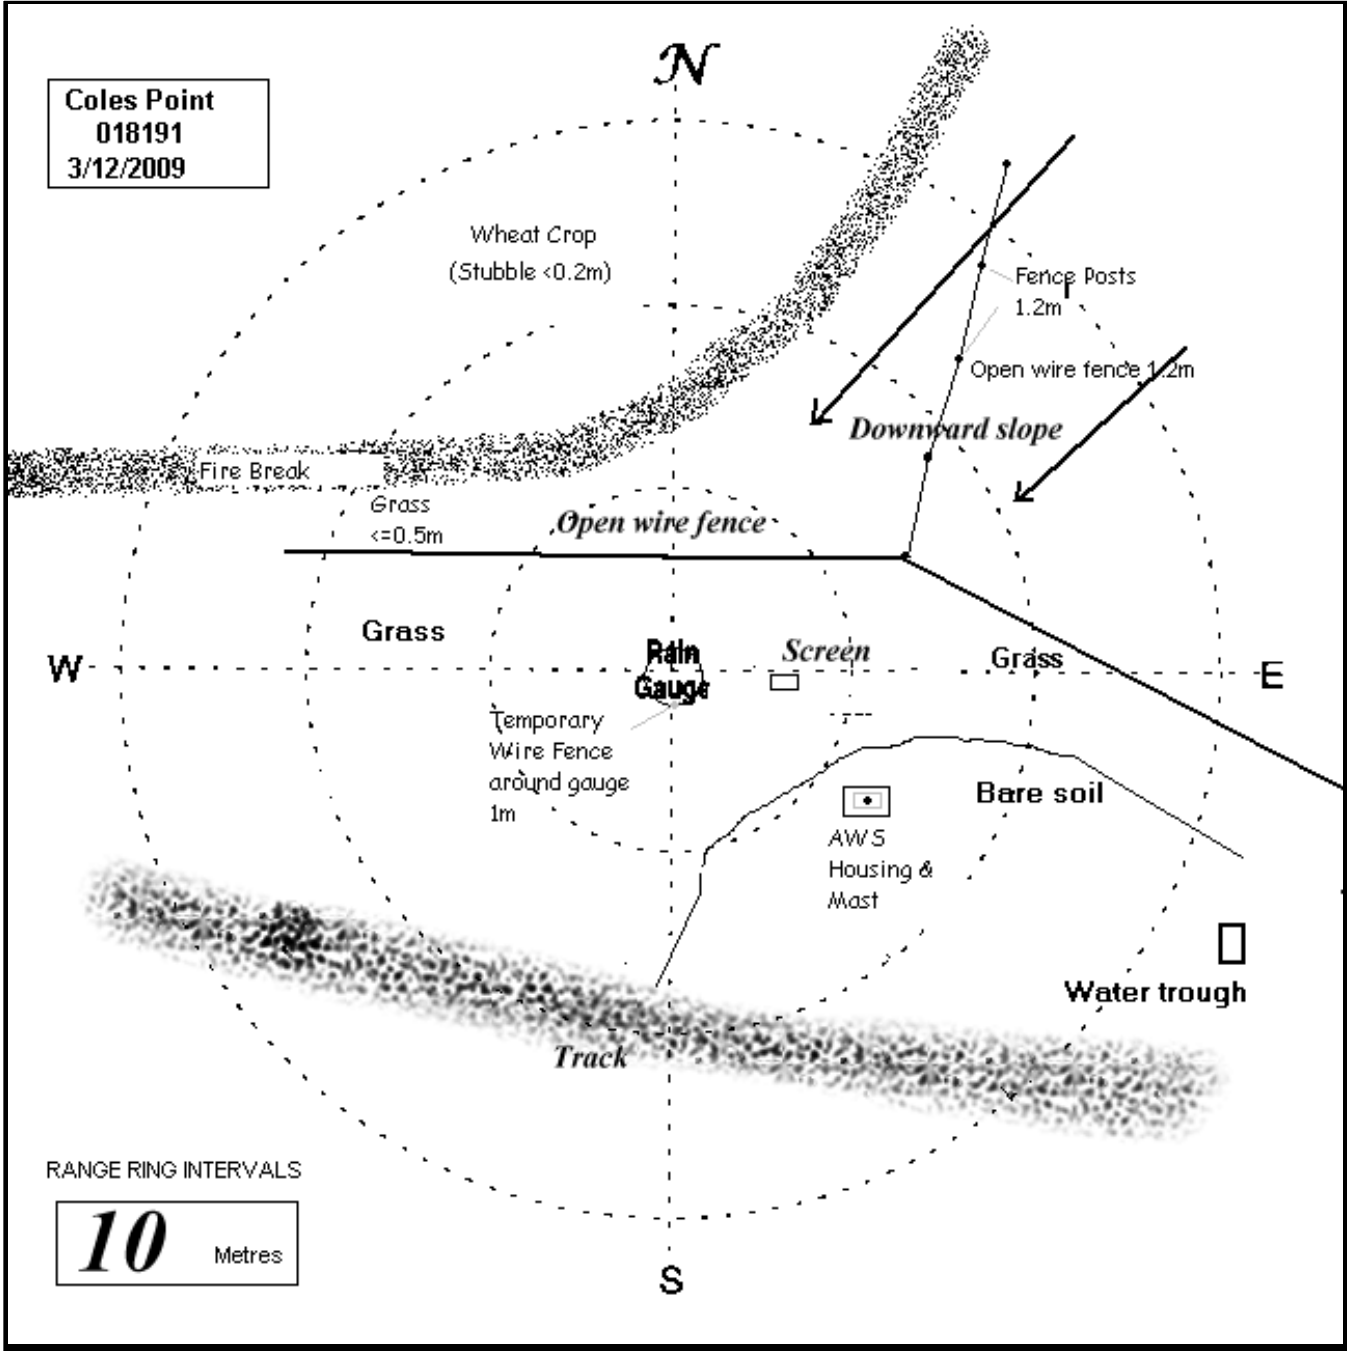 N
Coles Point
018191
3/12/2009
Wheat Crop
(Stubble <0.2m)
Fence Posts
1.2m
Open wire fence 1.2m
Downward slope
Fire Break
Grass
<=0.5m
Open wire fence
Grass
Rain
Gauge
Screen
Grass
W
E
Temporary
Wire Fence
around gauge
1m
Bare soil
AWS
Housing &
Mast
Water trough
Track
RANGE RING INTERVALS
10 Metres
S